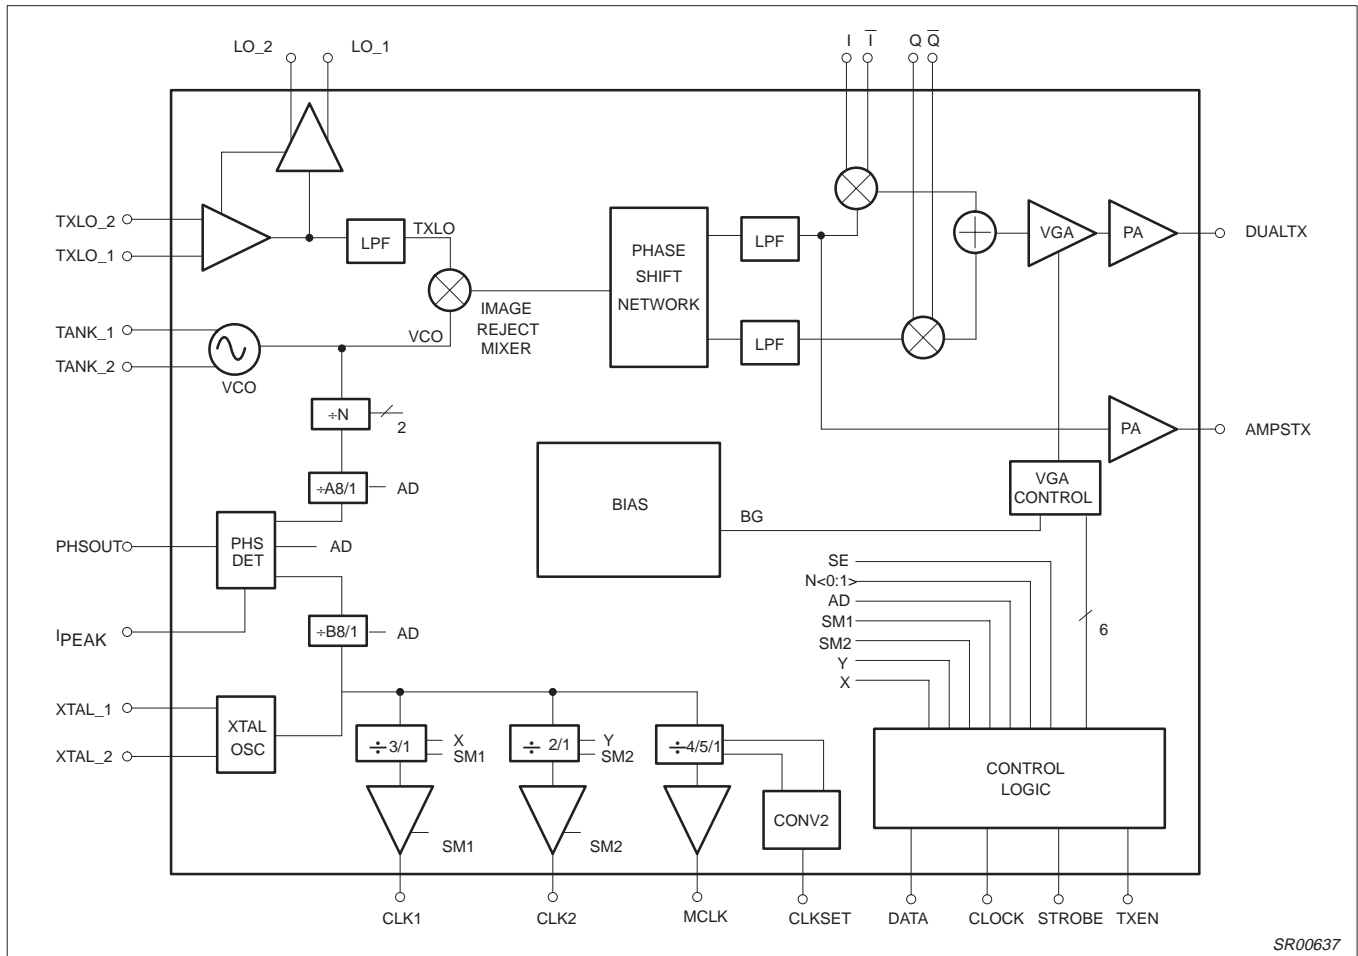 LO_2
LO_1
I
I̅
Q
Q̅
TXLO_2
TXLO_1
LPF
TXLO
PHASE
SHIFT
NETWORK
LPF
VGA
PA
DUALTX
IMAGE
REJECT
MIXER
TANK_1
TANK_2
VCO
VCO
LPF
÷N
2
PA
AMPSTX
÷A8/1
AD
BIAS
BG
VGA
CONTROL
PHSOUT
PHS
DET
AD
SE
N<0:1>
AD
SM1
SM2
Y
X
6
IPEAK
÷B8/1
AD
XTAL_1
XTAL_2
XTAL
OSC
÷3/1
X
SM1
÷ 2/1
Y
SM2
÷4/5/1
CONTROL
LOGIC
CONV2
SM1
SM2
CLK1
CLK2
MCLK
CLKSET
DATA
CLOCK
STROBE
TXEN
SR00637